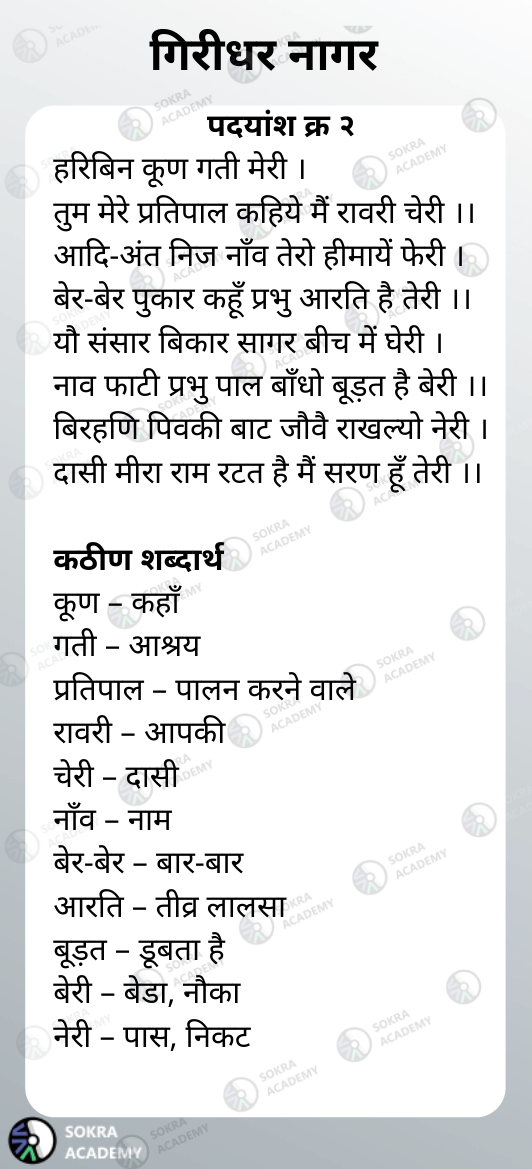 गिरीधर नागर
पदयांश क्र २
हरिबिन कूण गती मेरी ।
तुम मेरे प्रतिपाल कहिये मैं रावरी चेरी ।।
आदि-अंत निज नाँव तेरो हीमायें फेरी ।
बेर-बेर पुकार कहूँ प्रभु आरति है तेरी ।।
यौ संसार बिकार सागर बीच में घेरी ।
नाव फाटी प्रभु पाल बाँधो बूड़त है बेरी ।।
बिरहणि पिवकी बाट जौवै राखल्यो नेरी ।
दासी मीरा राम रटत है मैं सरण हूँ तेरी ।।
कठीण शब्दार्थ
कूण – कहाँ
गती – आश्रय
प्रतिपाल – पालन करने वाले
रावरी – आपकी
चेरी – दासी
नाँव – नाम
बेर-बेर – बार-बार
आरति – तीव्र लालसा
बूड़त – डूबता है
बेरी – बेडा, नौका
नेरी – पास, निकट
SOKRA
ACADEMY